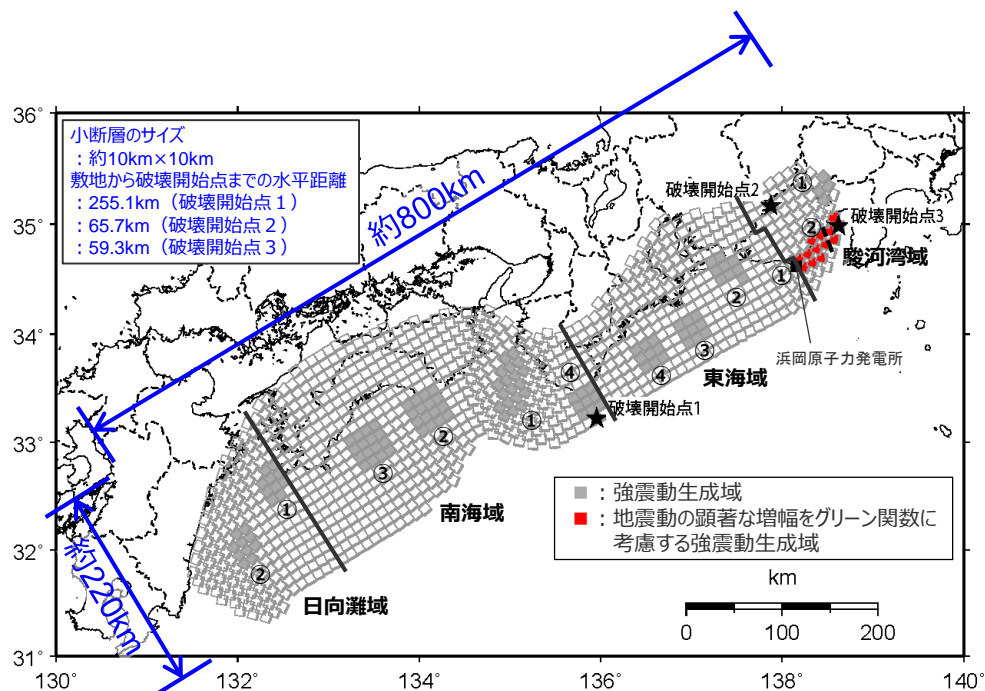 小断層のサイズ
：約10km×10km
敷地から破壊開始点までの水平距離
：255.1km（破壊開始点１）
：65.7km（破壊開始点２）
：59.3km（破壊開始点３）
約800km
約220km
36°
35°
34°
33°
32°
31°
130°
132°
134°
136°
138°
140°
破壊開始点2
①
破壊開始点3
②
駿河湾域
①
②
浜岡原子力発電所
③
④
東海域
④
破壊開始点1
①
②
③
南海域
①
②
日向灘域
：強震動生成域
：地震動の顕著な増幅をグリーン関数に
考慮する強震動生成域
km
0
100
200